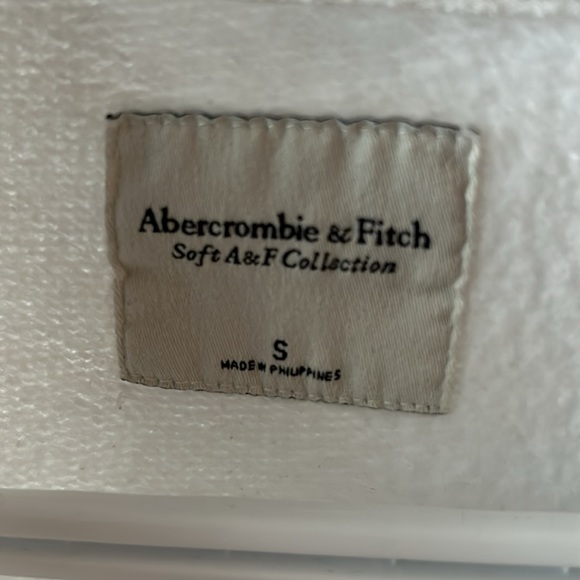 Abercrombie & Fitch
Soft A&F Collection
S
MADE IN PHILIPPINES